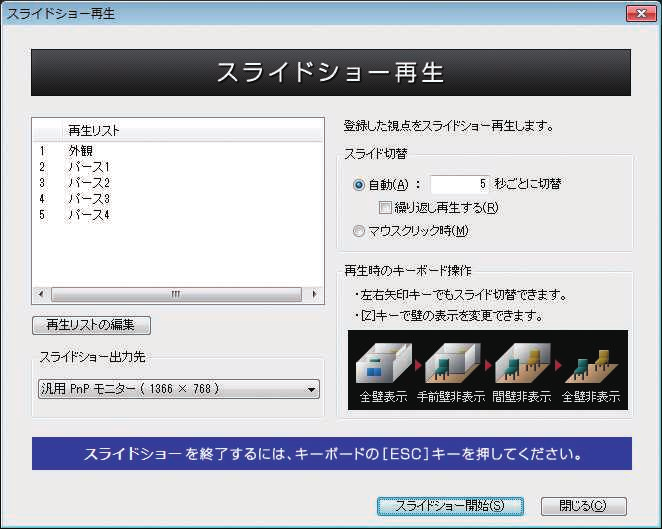 スライドショー再生
スライドショー再生
再生リスト
1 外観
2 パース1
3 パース2
4 パース3
5 パース4
再生リストの編集
スライドショー出力先
汎用 PnP モニター ( 1366 × 768 )
登録した視点をスライドショー再生します。
スライド切替
自動(A) : 5 秒ごとに切替
繰り返し再生する(R)
マウスクリック時(M)
再生時のキーボード操作
・左右矢印キーでもスライド切替できます。
・[Z]キーで壁の表示を変更できます。
全壁表示 手前壁非表示 間壁非表示 全壁非表示
スライドショーを終了するには、キーボードの[ESC]キーを押してください。
スライドショー開始(S) 閉じる(C)